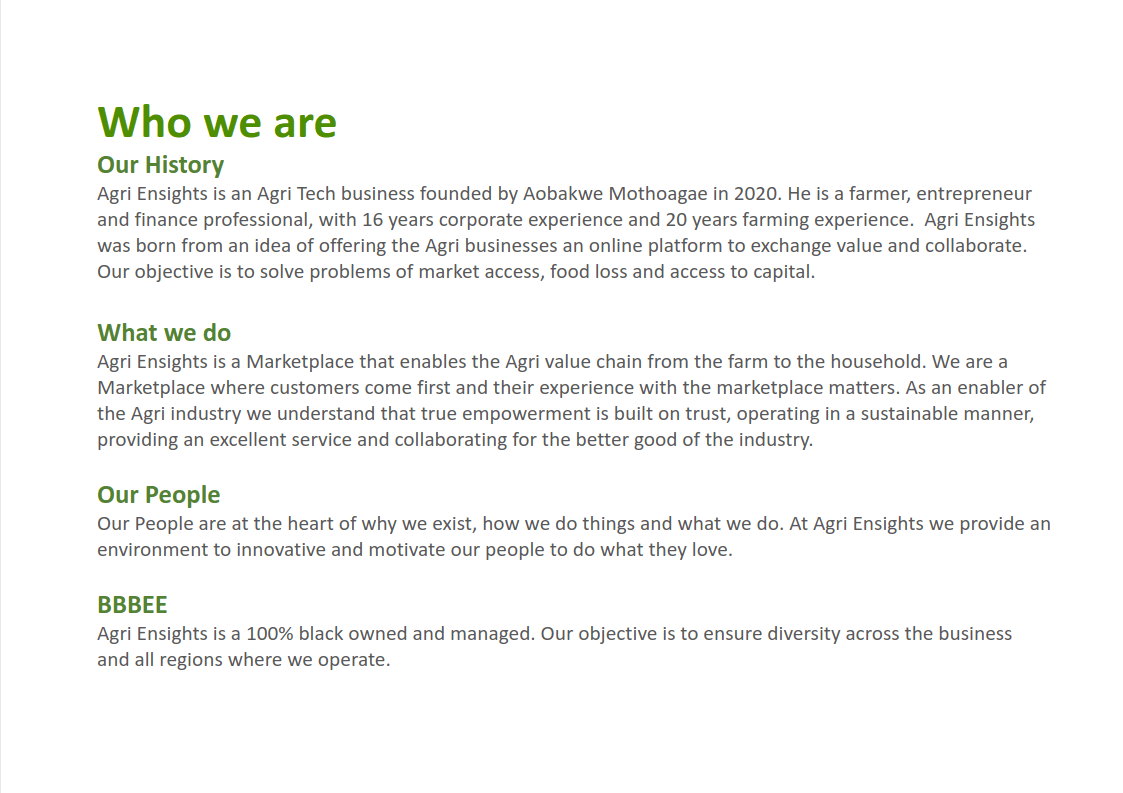 Who we are
Our History
Agri Ensights is an Agri Tech business founded by Aobakwe Mothoagae in 2020. He is a farmer, entrepreneur
and finance professional, with 16 years corporate experience and 20 years farming experience.  Agri Ensights
was born from an idea of offering the Agri businesses an online platform to exchange value and collaborate.
Our objective is to solve problems of market access, food loss and access to capital.
What we do
Agri Ensights is a Marketplace that enables the Agri value chain from the farm to the household. We are a
Marketplace where customers come first and their experience with the marketplace matters. As an enabler of
the Agri industry we understand that true empowerment is built on trust, operating in a sustainable manner,
providing an excellent service and collaborating for the better good of the industry.
Our People
Our People are at the heart of why we exist, how we do things and what we do. At Agri Ensights we provide an
environment to innovative and motivate our people to do what they love.
BBBEE
Agri Ensights is a 100% black owned and managed. Our objective is to ensure diversity across the business
and all regions where we operate.